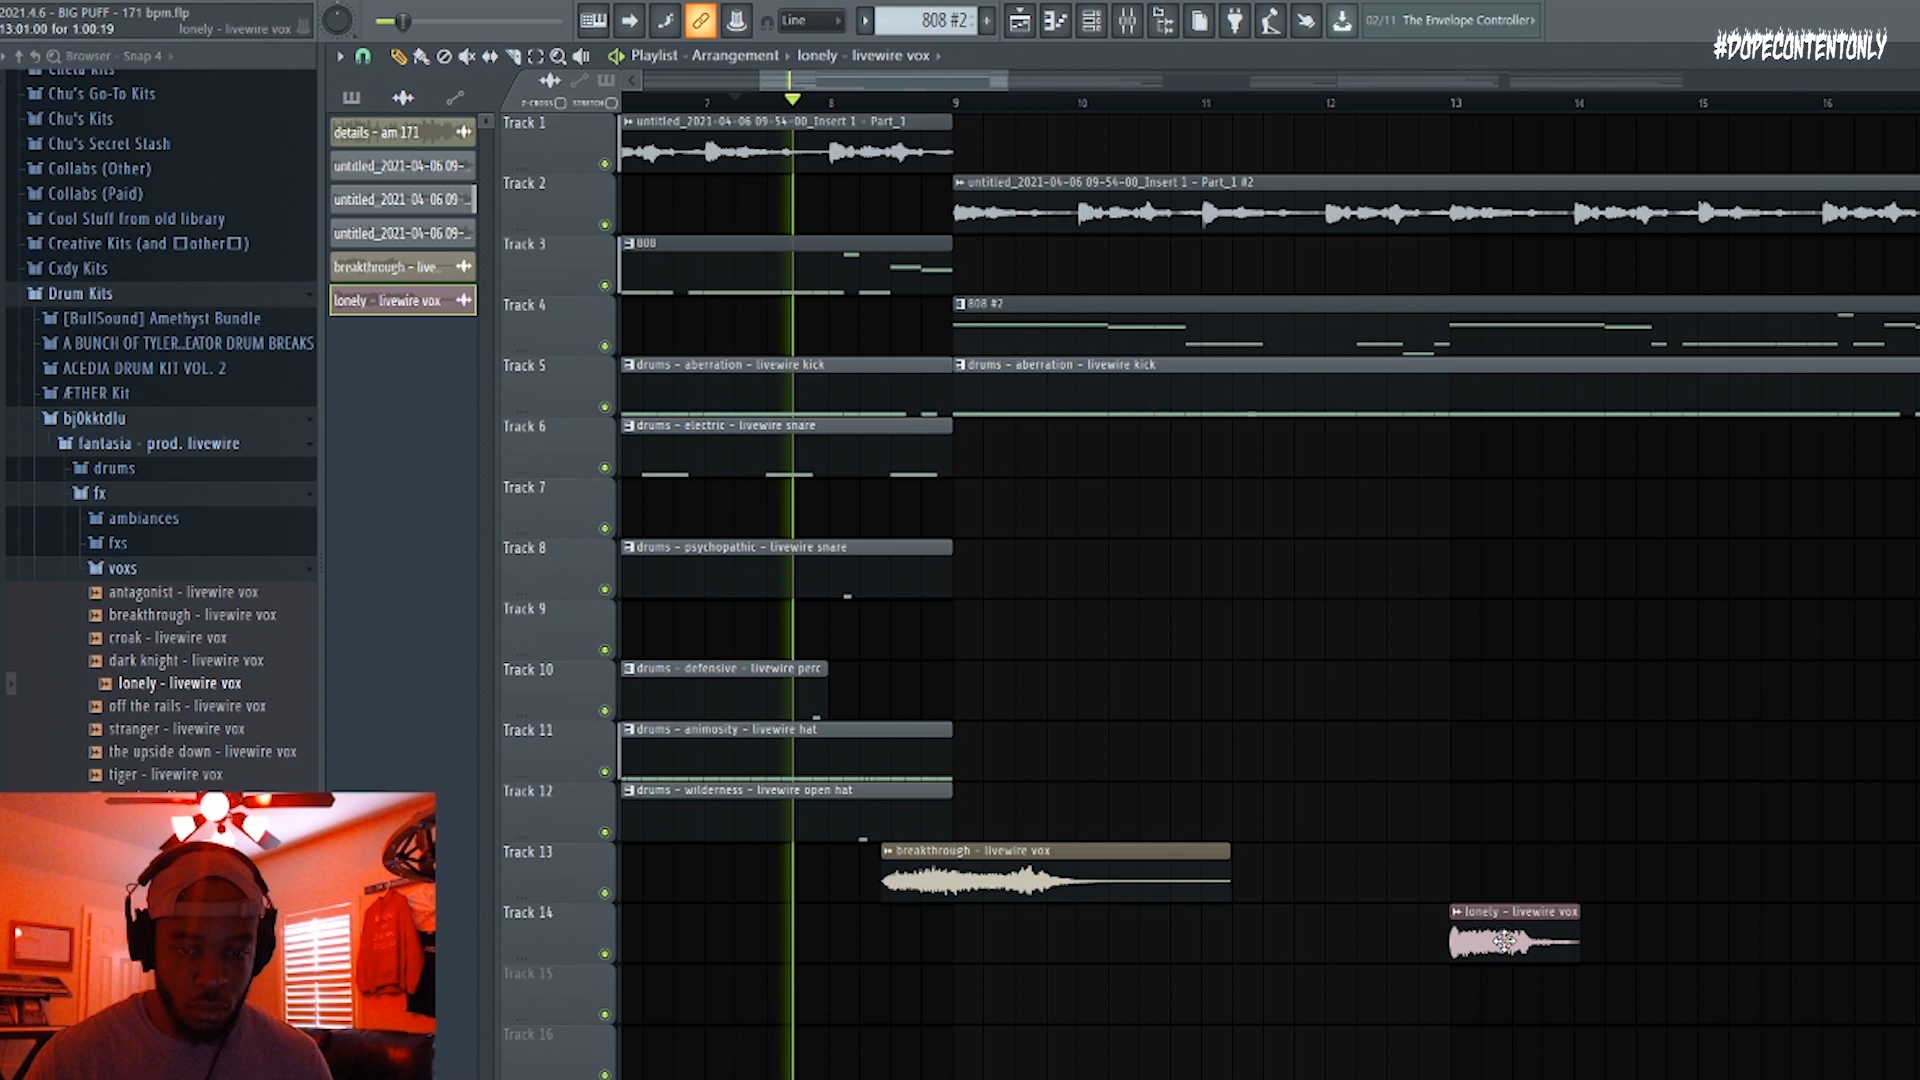 2021.4.6 - BIG PUFF - 171 bpm.flp
13.01.00 for 1.00.19
lonely - livewire vox
Line
808 #2
02/11 The Envelope Controller
#DOPECONTENTONLY
Browser - Snap 4
Playlist - Arrangement › lonely - livewire vox
Chu's Go-To Kits
Chu's Kits
Chu's Secret Stash
Collabs (Other)
Collabs (Paid)
Cool Stuff from old library
Creative Kits (and □other□)
Cxdy Kits
Drum Kits
[BullSound] Amethyst Bundle
A BUNCH OF TYLER..EATOR DRUM BREAKS
ACEDIA DRUM KIT VOL. 2
ÆTHER Kit
bj0kktdlu
fantasia - prod. livewire
drums
fx
ambiances
fxs
voxs
antagonist - livewire vox
breakthrough - livewire vox
croak - livewire vox
dark knight - livewire vox
lonely - livewire vox
off the rails - livewire vox
stranger - livewire vox
the upside down - livewire vox
tiger - livewire vox
details - am 171
untitled_2021-04-06 09-
untitled_2021-04-06 09-...
untitled_2021-04-06 09-...
breakthrough - live...
lonely - livewire vox
Z-CROSS
STRETCH
7
8
9
10
11
12
13
14
15
16
Track 1
untitled_2021-04-06 09-54-00_Insert 1 - Part_1
Track 2
untitled_2021-04-06 09-54-00_Insert 1 - Part_1 #2
Track 3
808
Track 4
808 #2
Track 5
drums - aberration - livewire kick
drums - aberration - livewire kick
Track 6
drums - electric - livewire snare
Track 7
Track 8
drums - psychopathic - livewire snare
Track 9
Track 10
drums - defensive - livewire perc
Track 11
drums - animosity - livewire hat
Track 12
drums - wilderness - livewire open hat
Track 13
breakthrough - livewire vox
Track 14
lonely - livewire vox
Track 15
Track 16